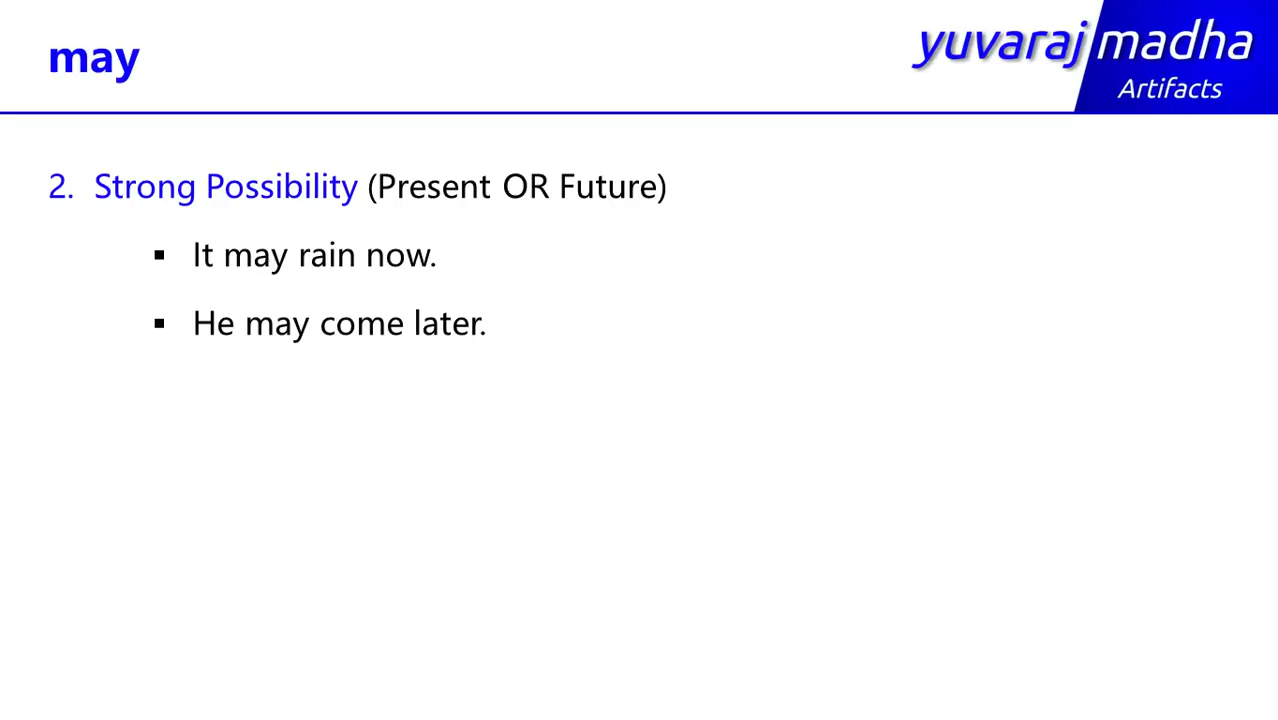 may
yuvaraj madha
Artifacts
2. Strong Possibility (Present OR Future)
▪ It may rain now.
▪ He may come later.